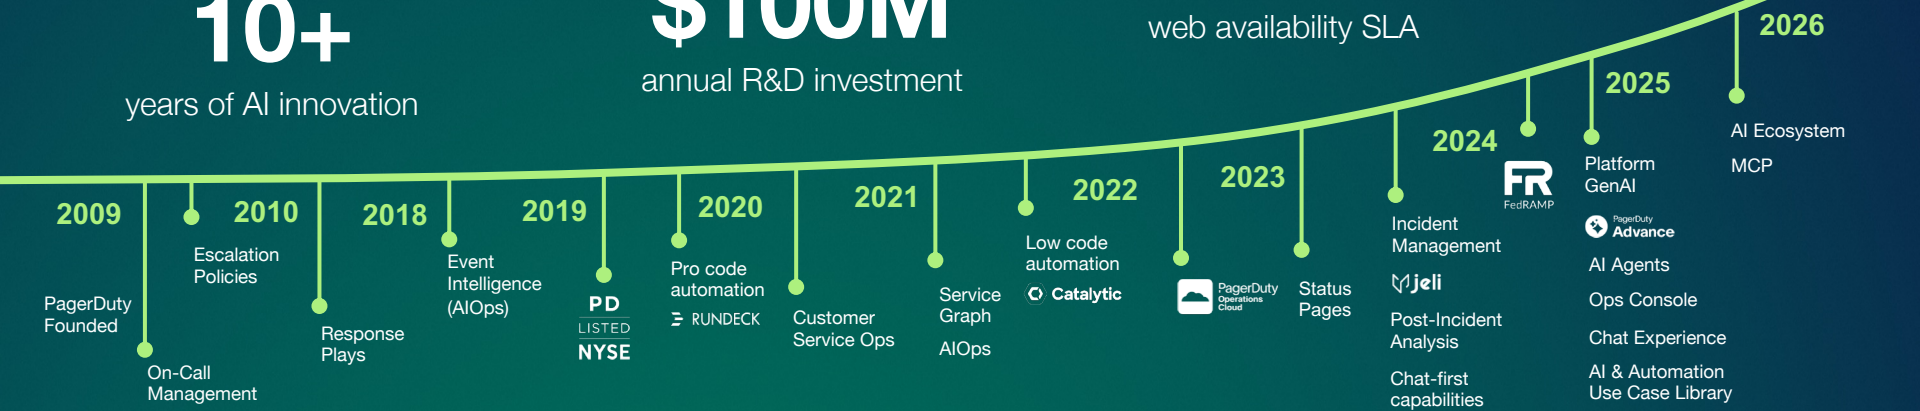 10+
years of AI innovation
$100M
annual R&D investment
web availability SLA
2009
PagerDuty
Founded
On-Call
Management
2010
Escalation
Policies
Response
Plays
2018
Event
Intelligence
(AIOps)
2019
PD
LISTED
NYSE
2020
Pro code
automation
RUNDECK
Customer
Service Ops
2021
Service
Graph
AIOps
2022
Low code
automation
Catalytic
PagerDuty
Operations
Cloud
2023
Status
Pages
2024
Incident
Management
jeli
Post-Incident
Analysis
Chat-first
capabilities
FR
FedRAMP
2025
Platform
GenAI
PagerDuty
Advance
AI Agents
Ops Console
Chat Experience
AI & Automation
Use Case Library
2026
AI Ecosystem
MCP